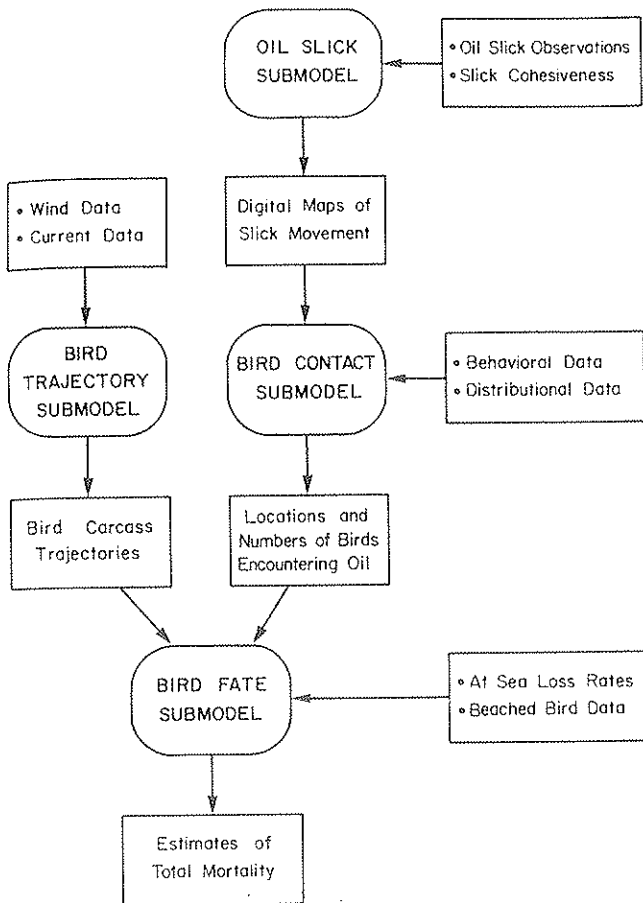 OIL SLICK
SUBMODEL
• Oil Slick Observations
• Slick Cohesiveness
• Wind Data
• Current Data
Digital Maps of
Slick Movement
BIRD
TRAJECTORY
SUBMODEL
BIRD CONTACT
SUBMODEL
• Behavioral Data
• Distributional Data
Bird Carcass
Trajectories
Locations and
Numbers of Birds
Encountering Oil
BIRD FATE
SUBMODEL
• At Sea Loss Rates
• Beached Bird Data
Estimates of
Total Mortality